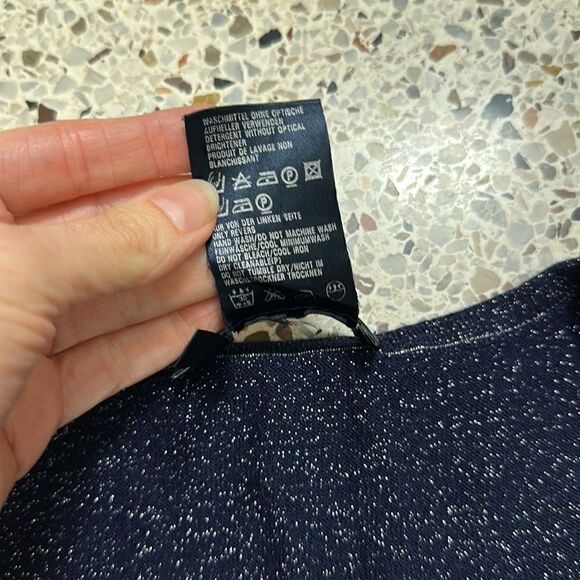 WASCHMITTEL OHNE OPTISCHE
AUFHELLER VERWENDEN
DETERGENT WITHOUT OPTICAL
BRIGHTENER
PRODUIT DE LAVAGE NON
BLANCHISSANT
P
P
VON DER LINKEN SEITE
ONLY REVERS
HAND WASH/DO NOT MACHINE WASH
FEINWÄSCHE/COOL MINIMUMWASH
DO NOT BLEACH/COOL IRON
DRY CLEANABLE(P)
DO NOT TUMBLE DRY/NICHT IM
WÄSCHETROCKNER TROCKNEN